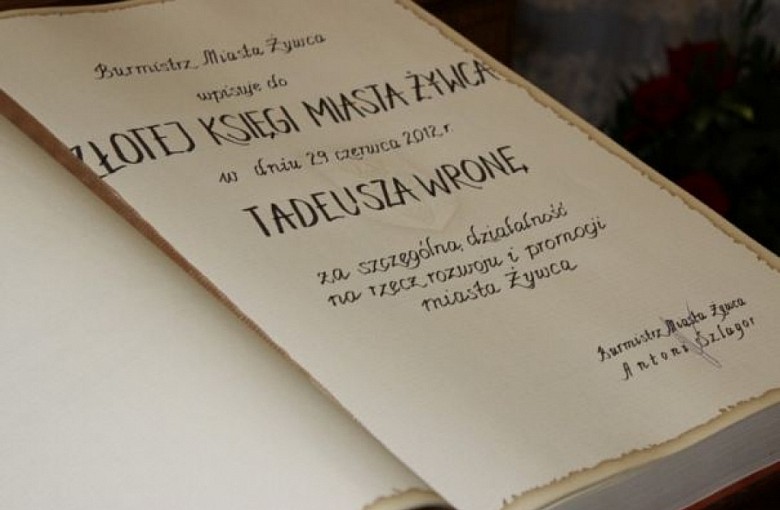 Burmistrz Miasta Żywca
wpisuje do
ZŁOTEJ KSIĘGI MIASTA ŻYWCA
w dniu 29 czerwca 2012 r.
TADEUSZA WRONĘ
za szczególną działalność
na rzecz rozwoju i promocji
miasta Żywca
Burmistrz Miasta Żywca
Antoni Szlagor